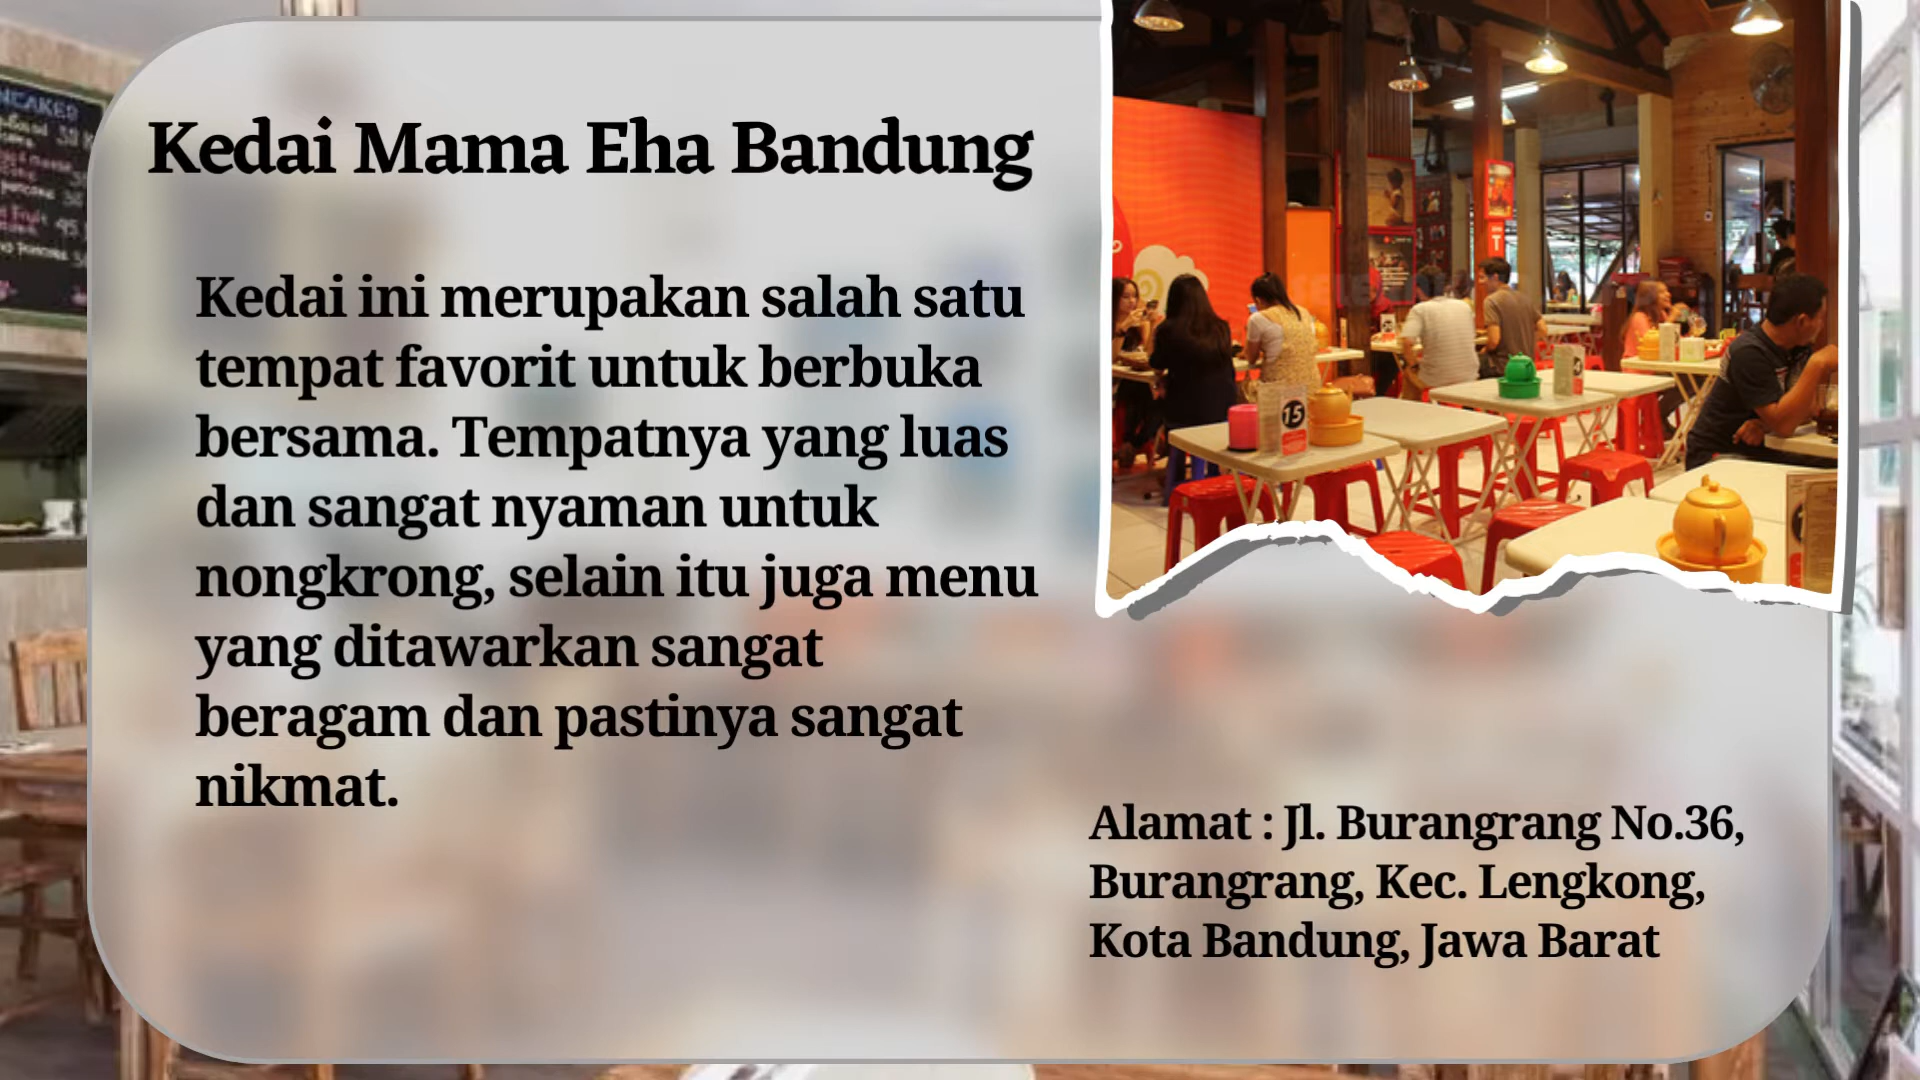 Kedai Mama Eha Bandung
Kedai ini merupakan salah satu
tempat favorit untuk berbuka
bersama. Tempatnya yang luas
dan sangat nyaman untuk
nongkrong, selain itu juga menu
yang ditawarkan sangat
beragam dan pastinya sangat
nikmat.
15
T
Alamat : Jl. Burangrang No.36,
Burangrang, Kec. Lengkong,
Kota Bandung, Jawa Barat